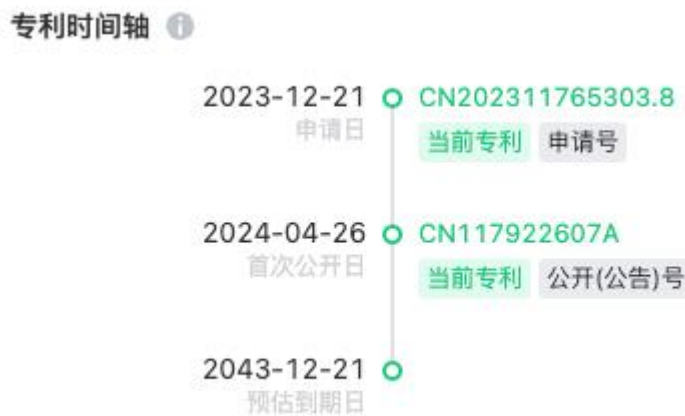 专利时间轴
2023-12-21 CN202311765303.8
申请日 当前专利 申请号
2024-04-26 CN117922607A
首次公开日 当前专利 公开(公告)号
2043-12-21
预估到期日